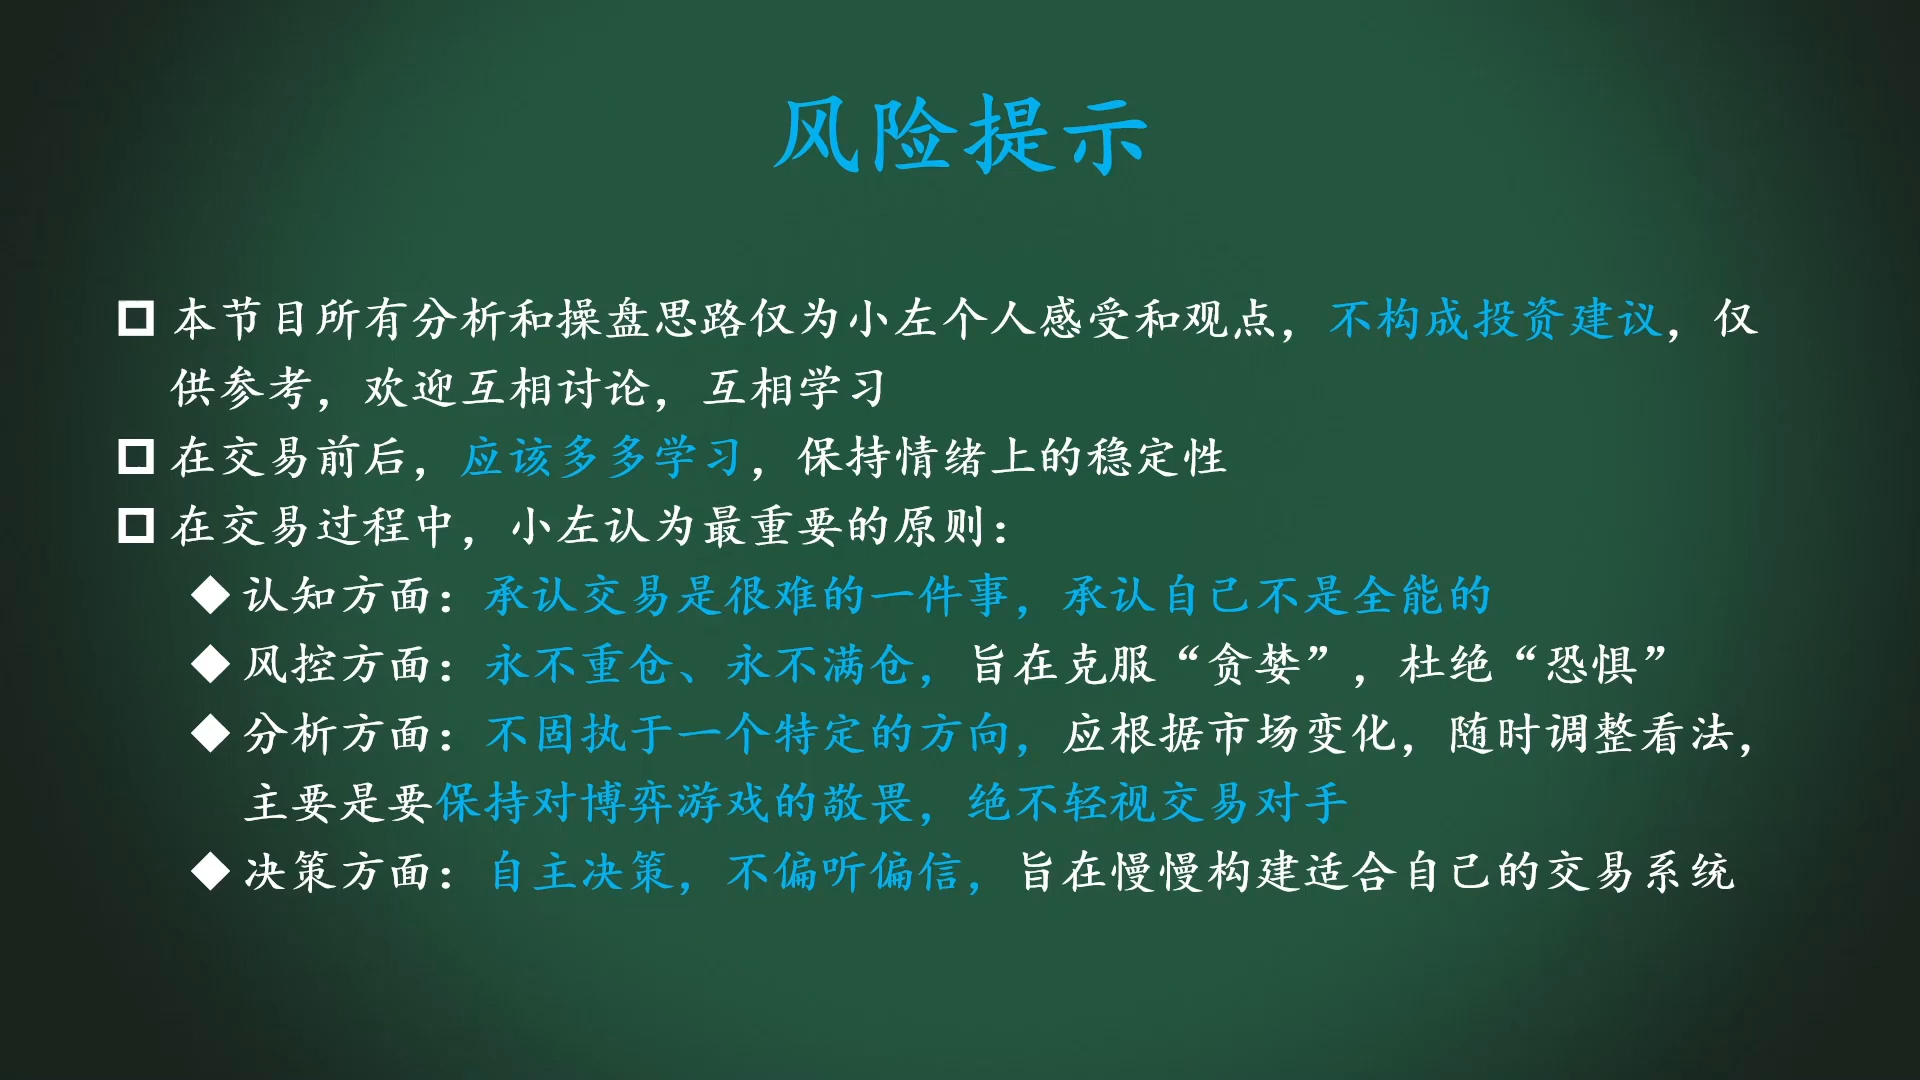 风险提示
本节目所有分析和操盘思路仅为小左个人感受和观点，不构成投资建议，仅
供参考，欢迎互相讨论，互相学习
在交易前后，应该多多学习，保持情绪上的稳定性
在交易过程中，小左认为最重要的原则：
认知方面：承认交易是很难的一件事，承认自己不是全能的
风控方面：永不重仓、永不满仓，旨在克服“贪婪”，杜绝“恐惧”
分析方面：不固执于一个特定的方向，应根据市场变化，随时调整看法，
主要是要保持对博弈游戏的敬畏，绝不轻视交易对手
决策方面：自主决策，不偏听偏信，旨在慢慢构建适合自己的交易系统